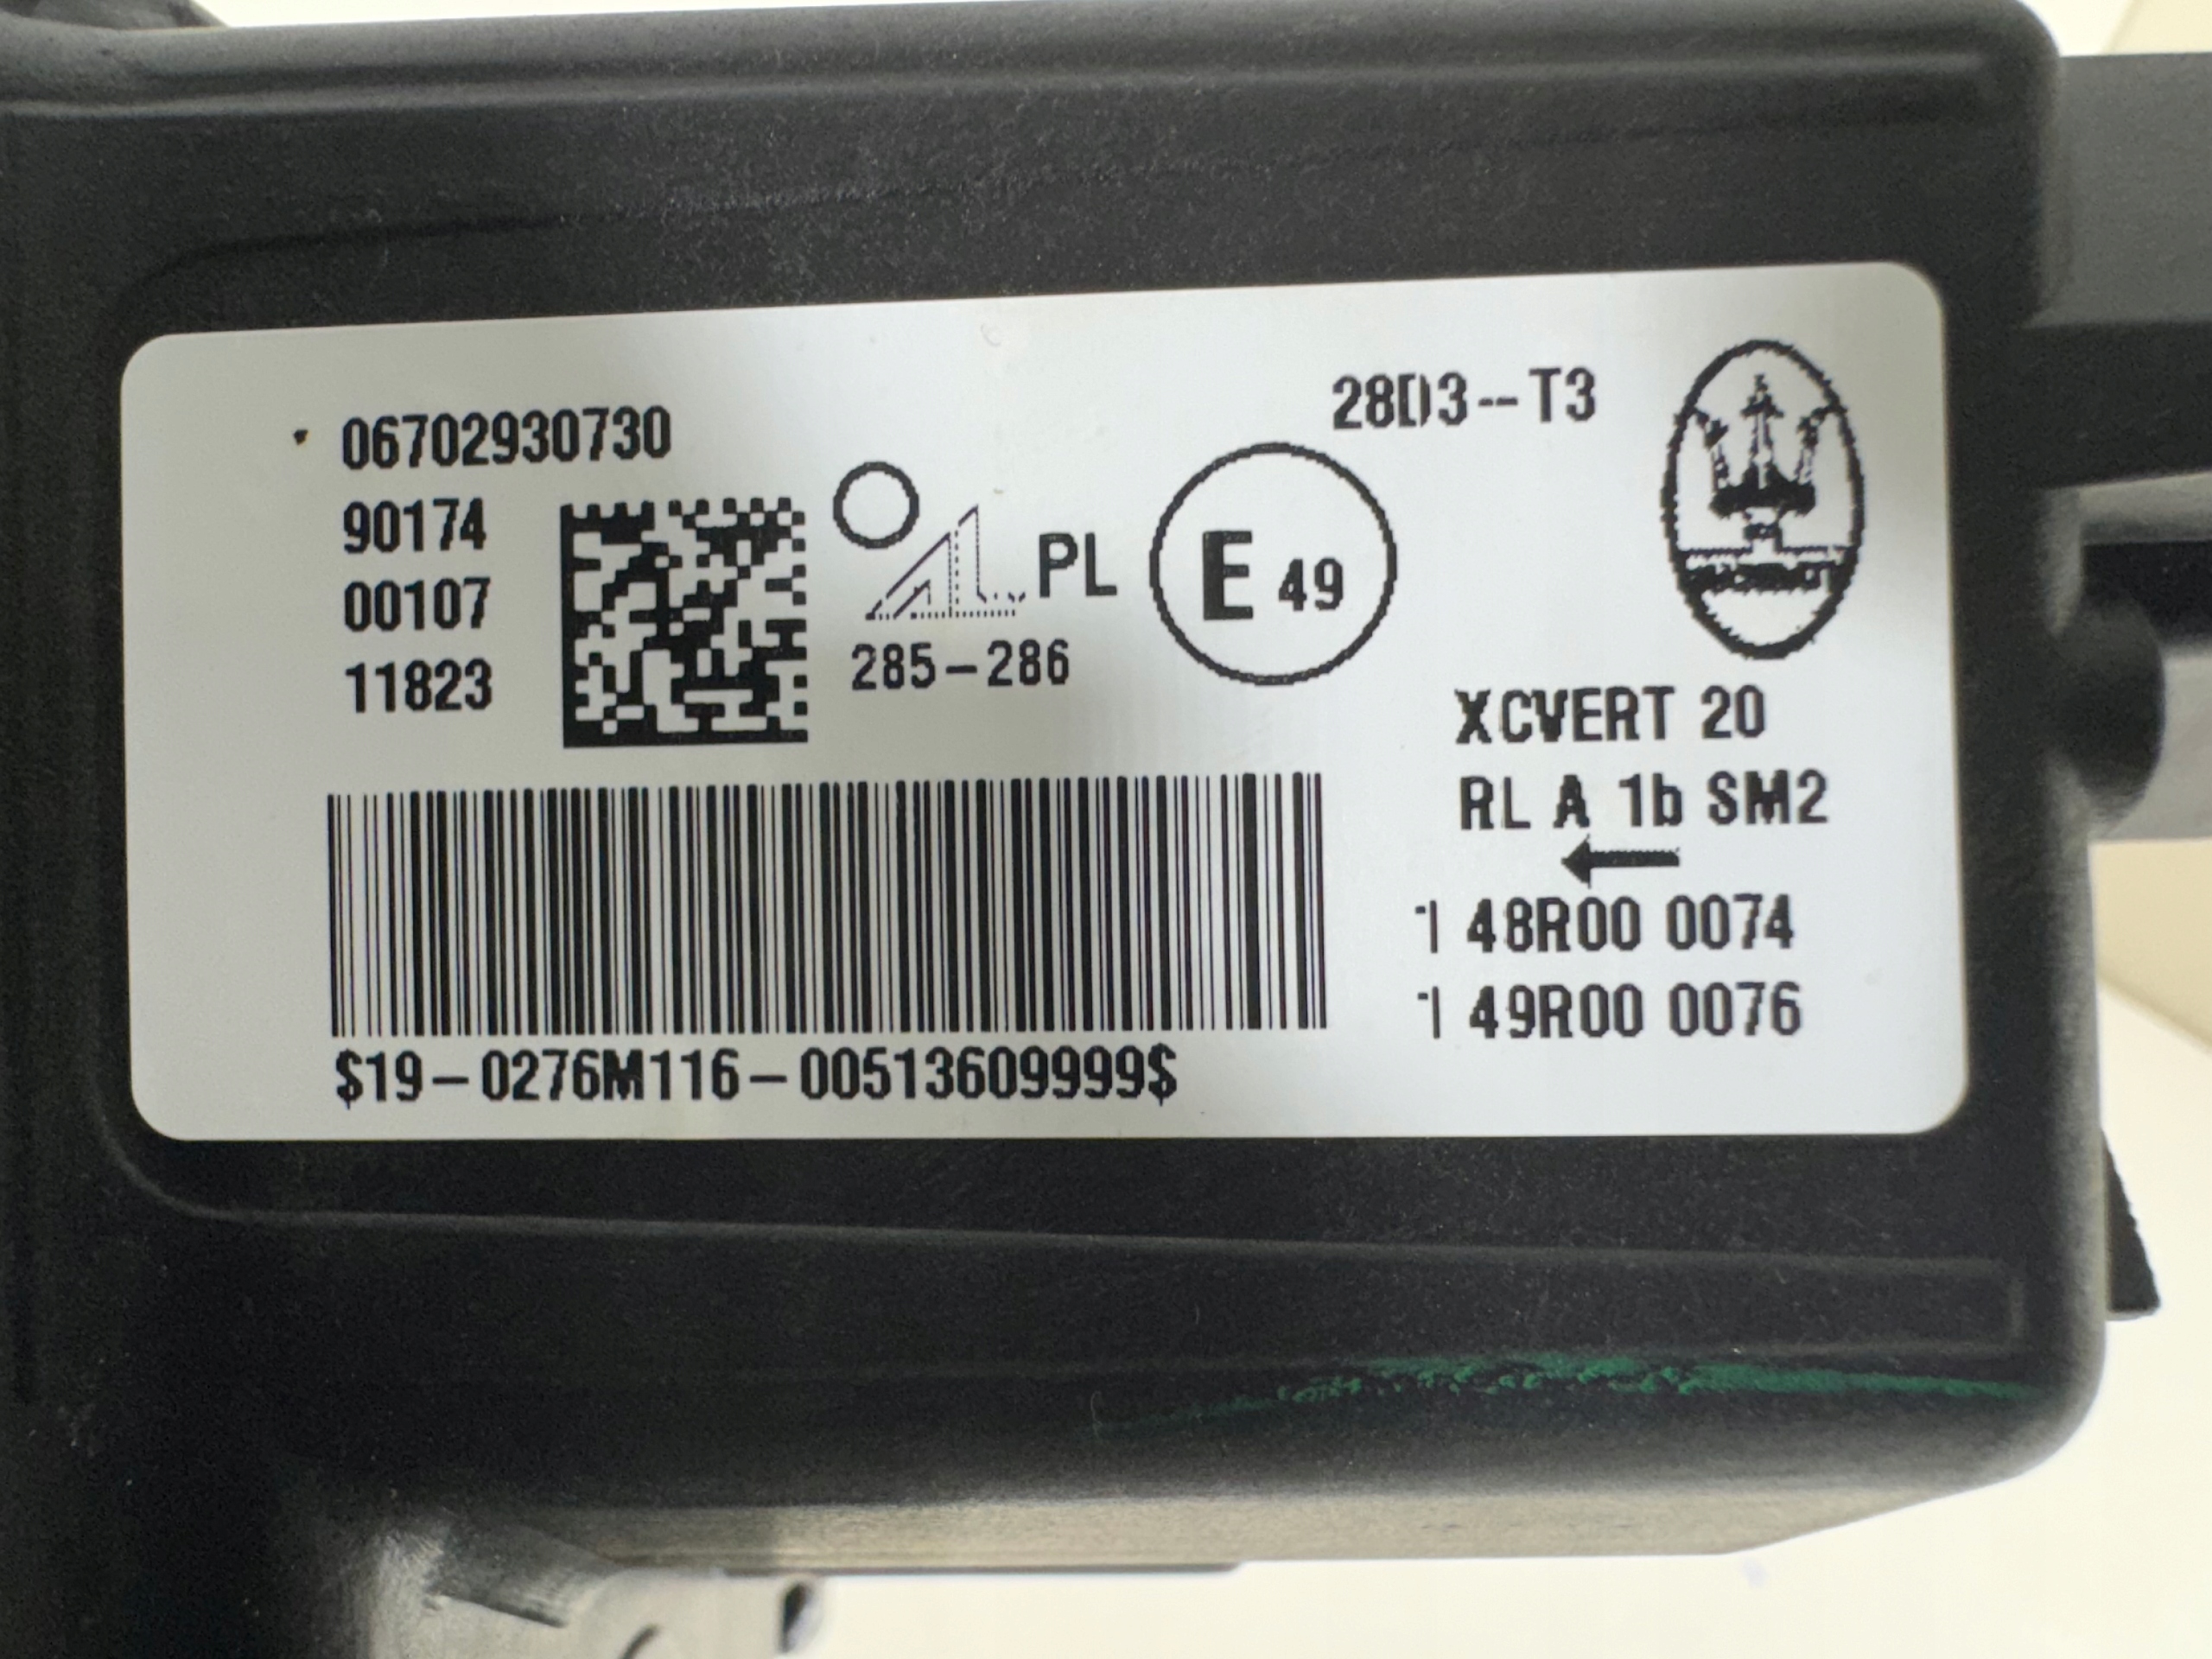 06702930730
90174
00107
11823
AL PL
285-286
E 49
28D3--T3
XCVERT 20
RL A 1b SM2
1 48R00 0074
1 49R00 0076
$19-0276M116-00513609999$